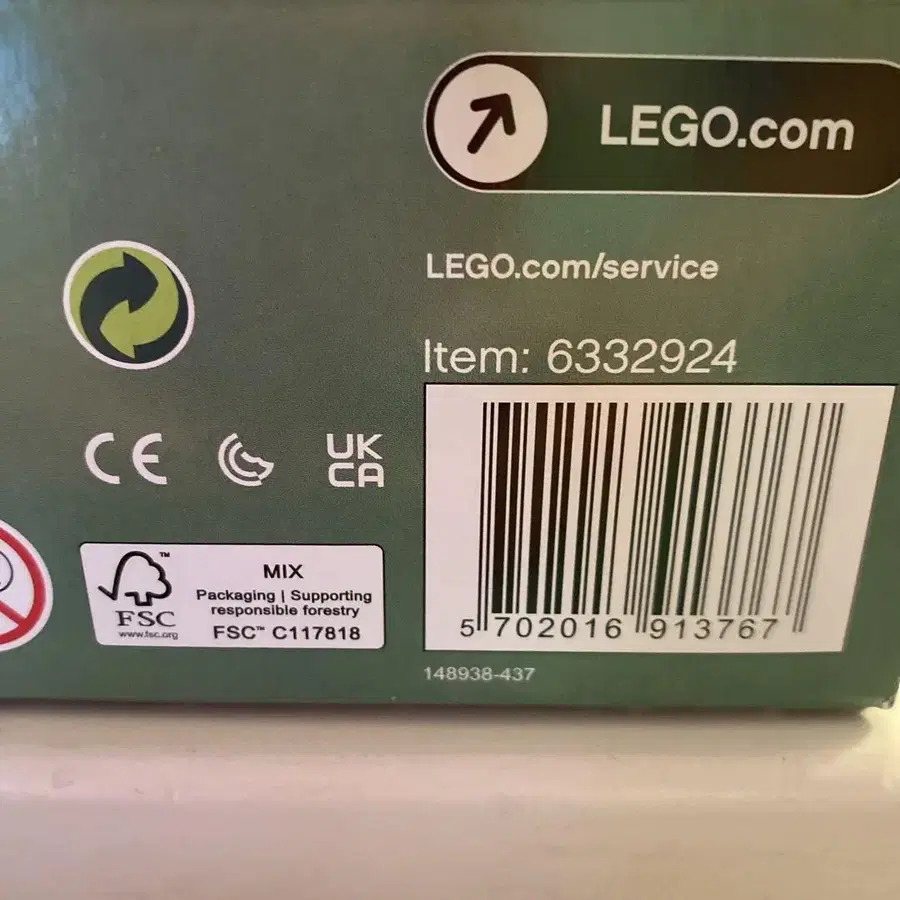 LEGO.com
LEGO.com/service
Item: 6332924
CE
UK
CA
FSC
www.fsc.org
MIX
Packaging | Supporting
responsible forestry
FSC™ C117818
5 702016 913767
148938-437